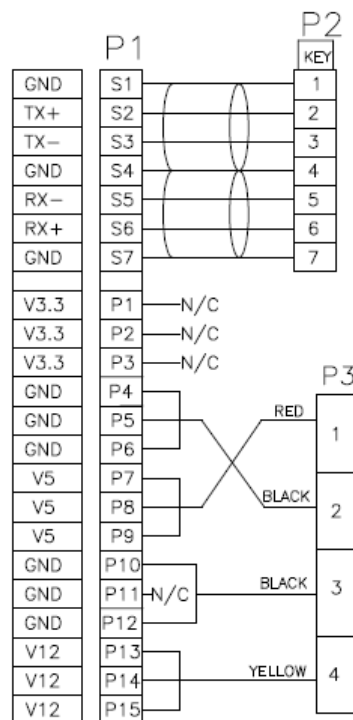 P1
P2
KEY
GND S1 1
TX+ S2 2
TX- S3 3
GND S4 4
RX- S5 5
RX+ S6 6
GND S7 7
V3.3 P1 N/C
V3.3 P2 N/C
V3.3 P3 N/C
P3
GND P4
GND P5 RED 1
GND P6
V5 P7
V5 P8 BLACK 2
V5 P9
GND P10
GND P11 N/C BLACK 3
GND P12
V12 P13
V12 P14 YELLOW 4
V12 P15